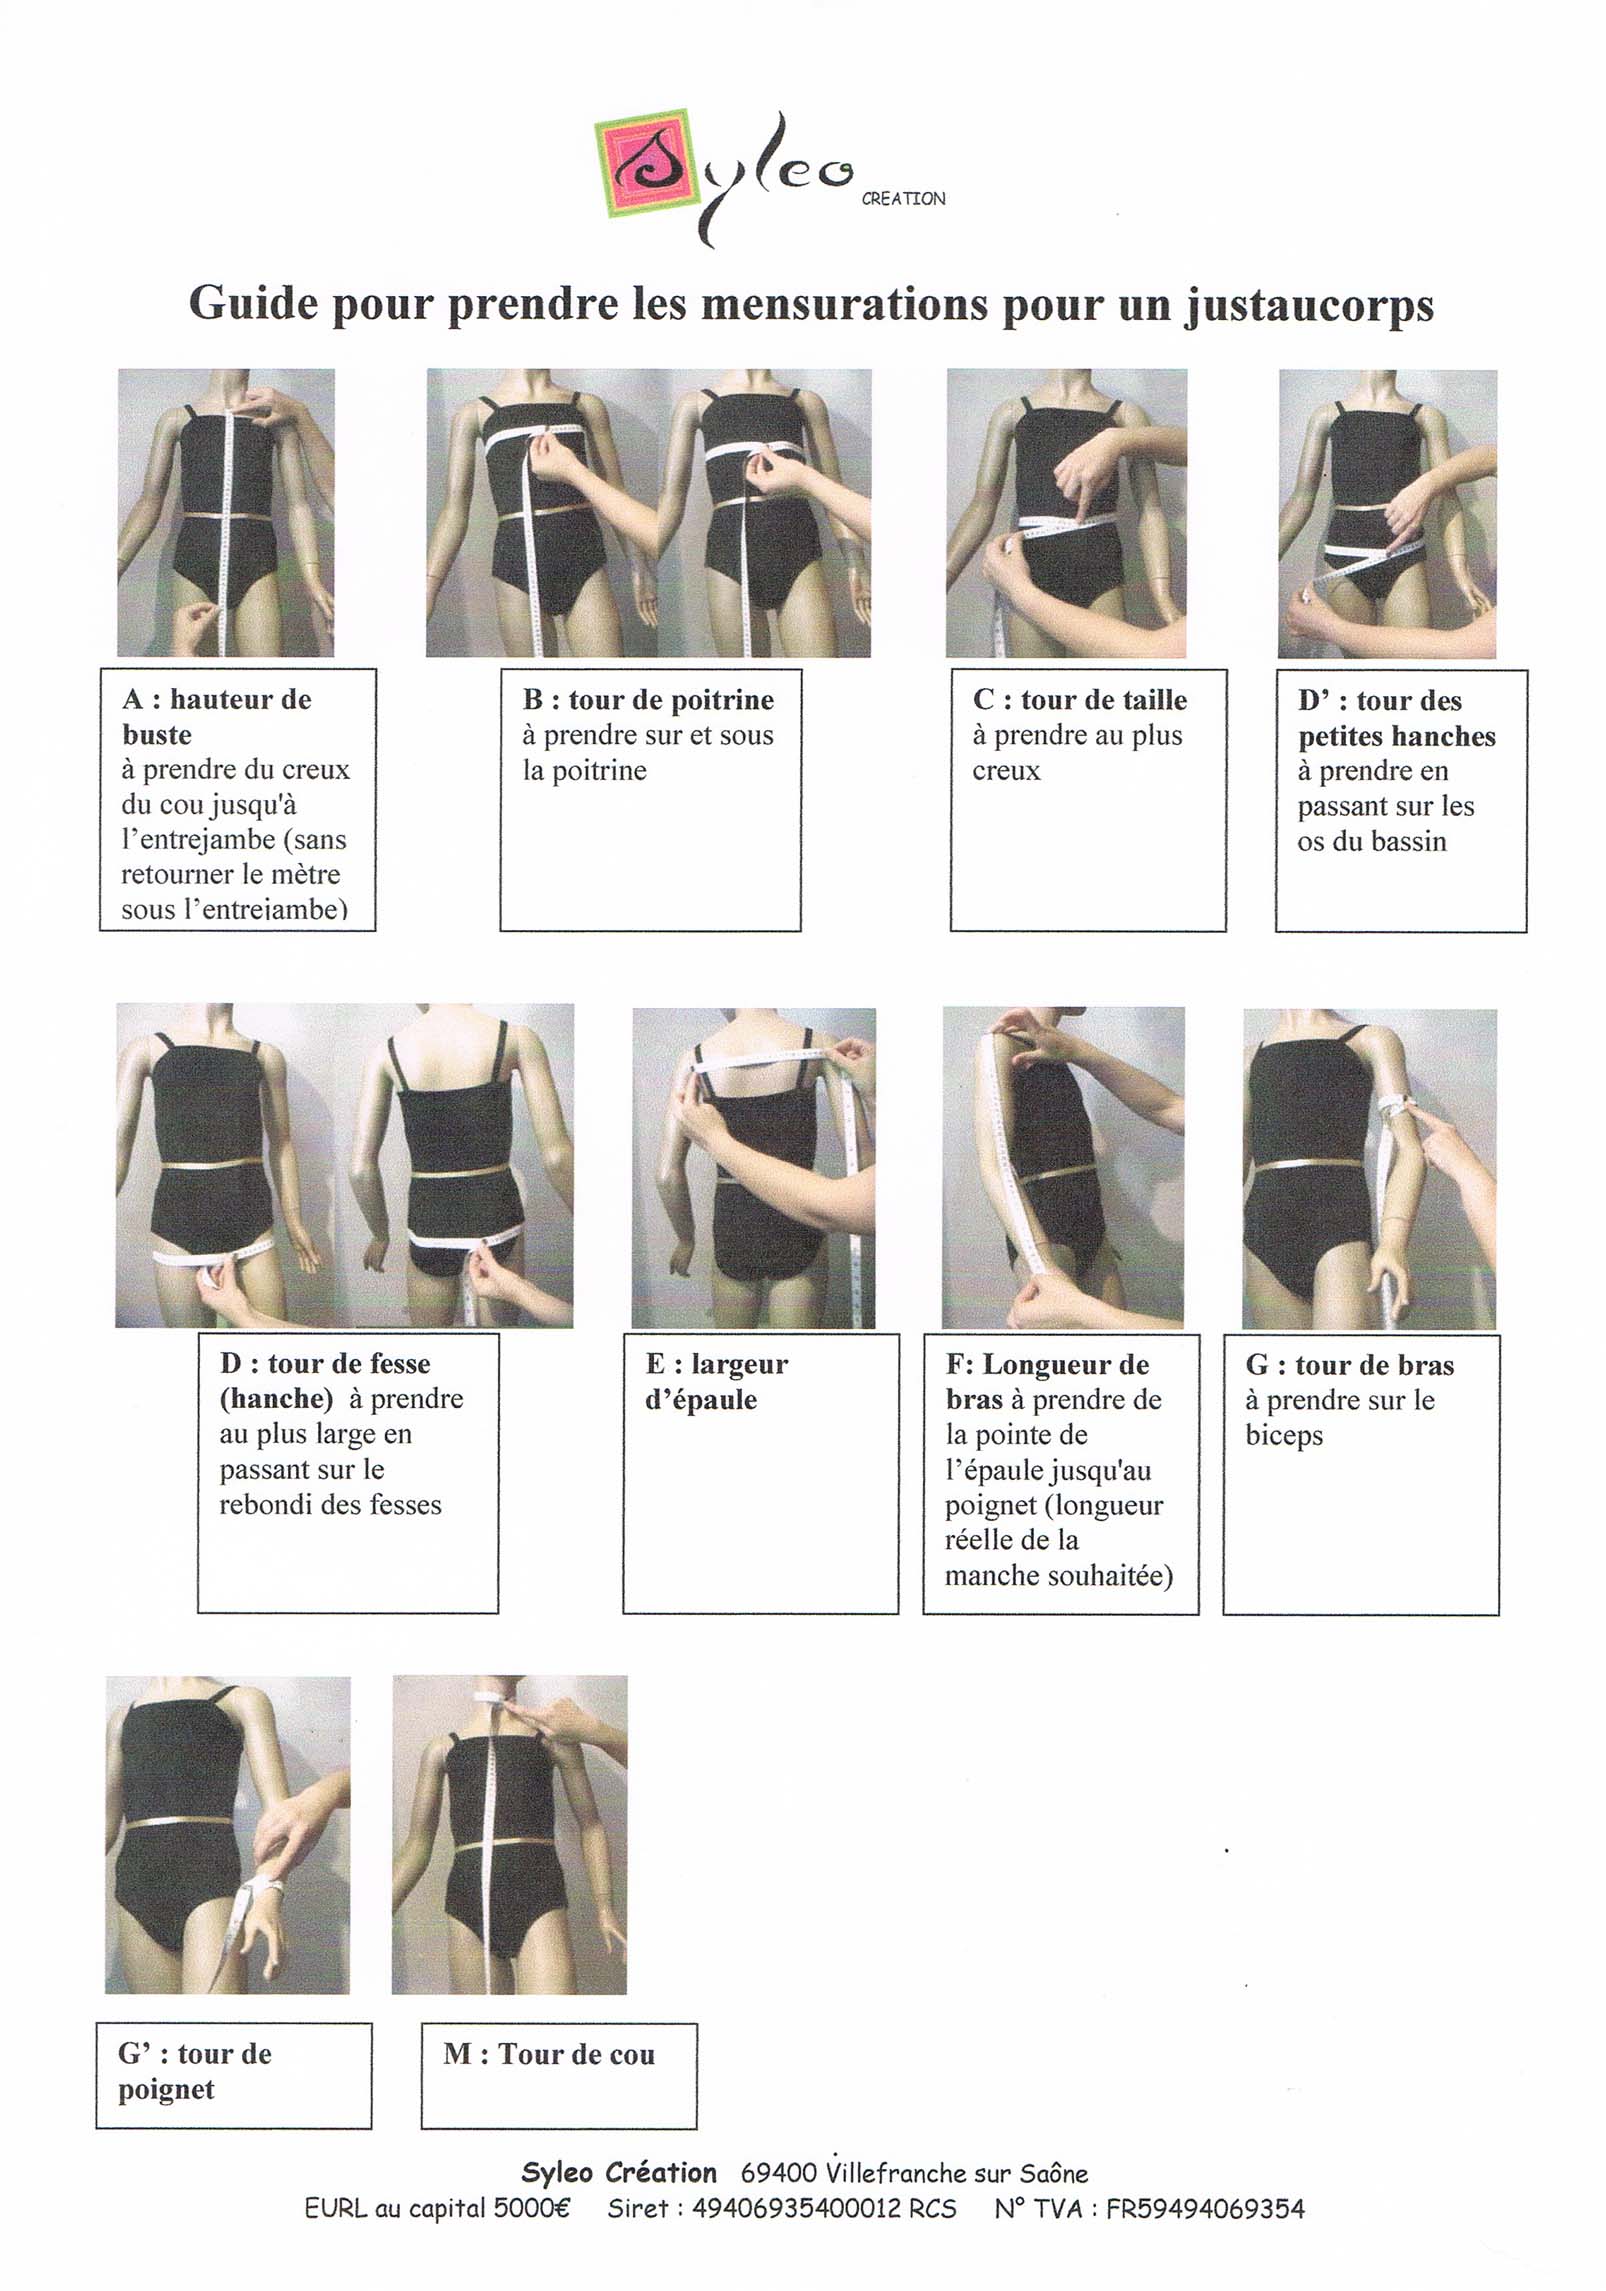 Syleo CREATION
Guide pour prendre les mensurations pour un justaucorps
A : hauteur de
buste
à prendre du creux
du cou jusqu'à
l’entrejambe (sans
retourner le mètre
sous l’entrejambe)
B : tour de poitrine
à prendre sur et sous
la poitrine
C : tour de taille
à prendre au plus
creux
D’ : tour des
petites hanches
à prendre en
passant sur les
os du bassin
D : tour de fesse
(hanche) à prendre
au plus large en
passant sur le
rebondi des fesses
E : largeur
d’épaule
F: Longueur de
bras à prendre de
la pointe de
l’épaule jusqu'au
poignet (longueur
réelle de la
manche souhaitée)
G : tour de bras
à prendre sur le
biceps
G’ : tour de
poignet
M : Tour de cou
Syleo Création 69400 Villefranche sur Saône
EURL au capital 5000€ Siret : 49406935400012 RCS N° TVA : FR59494069354